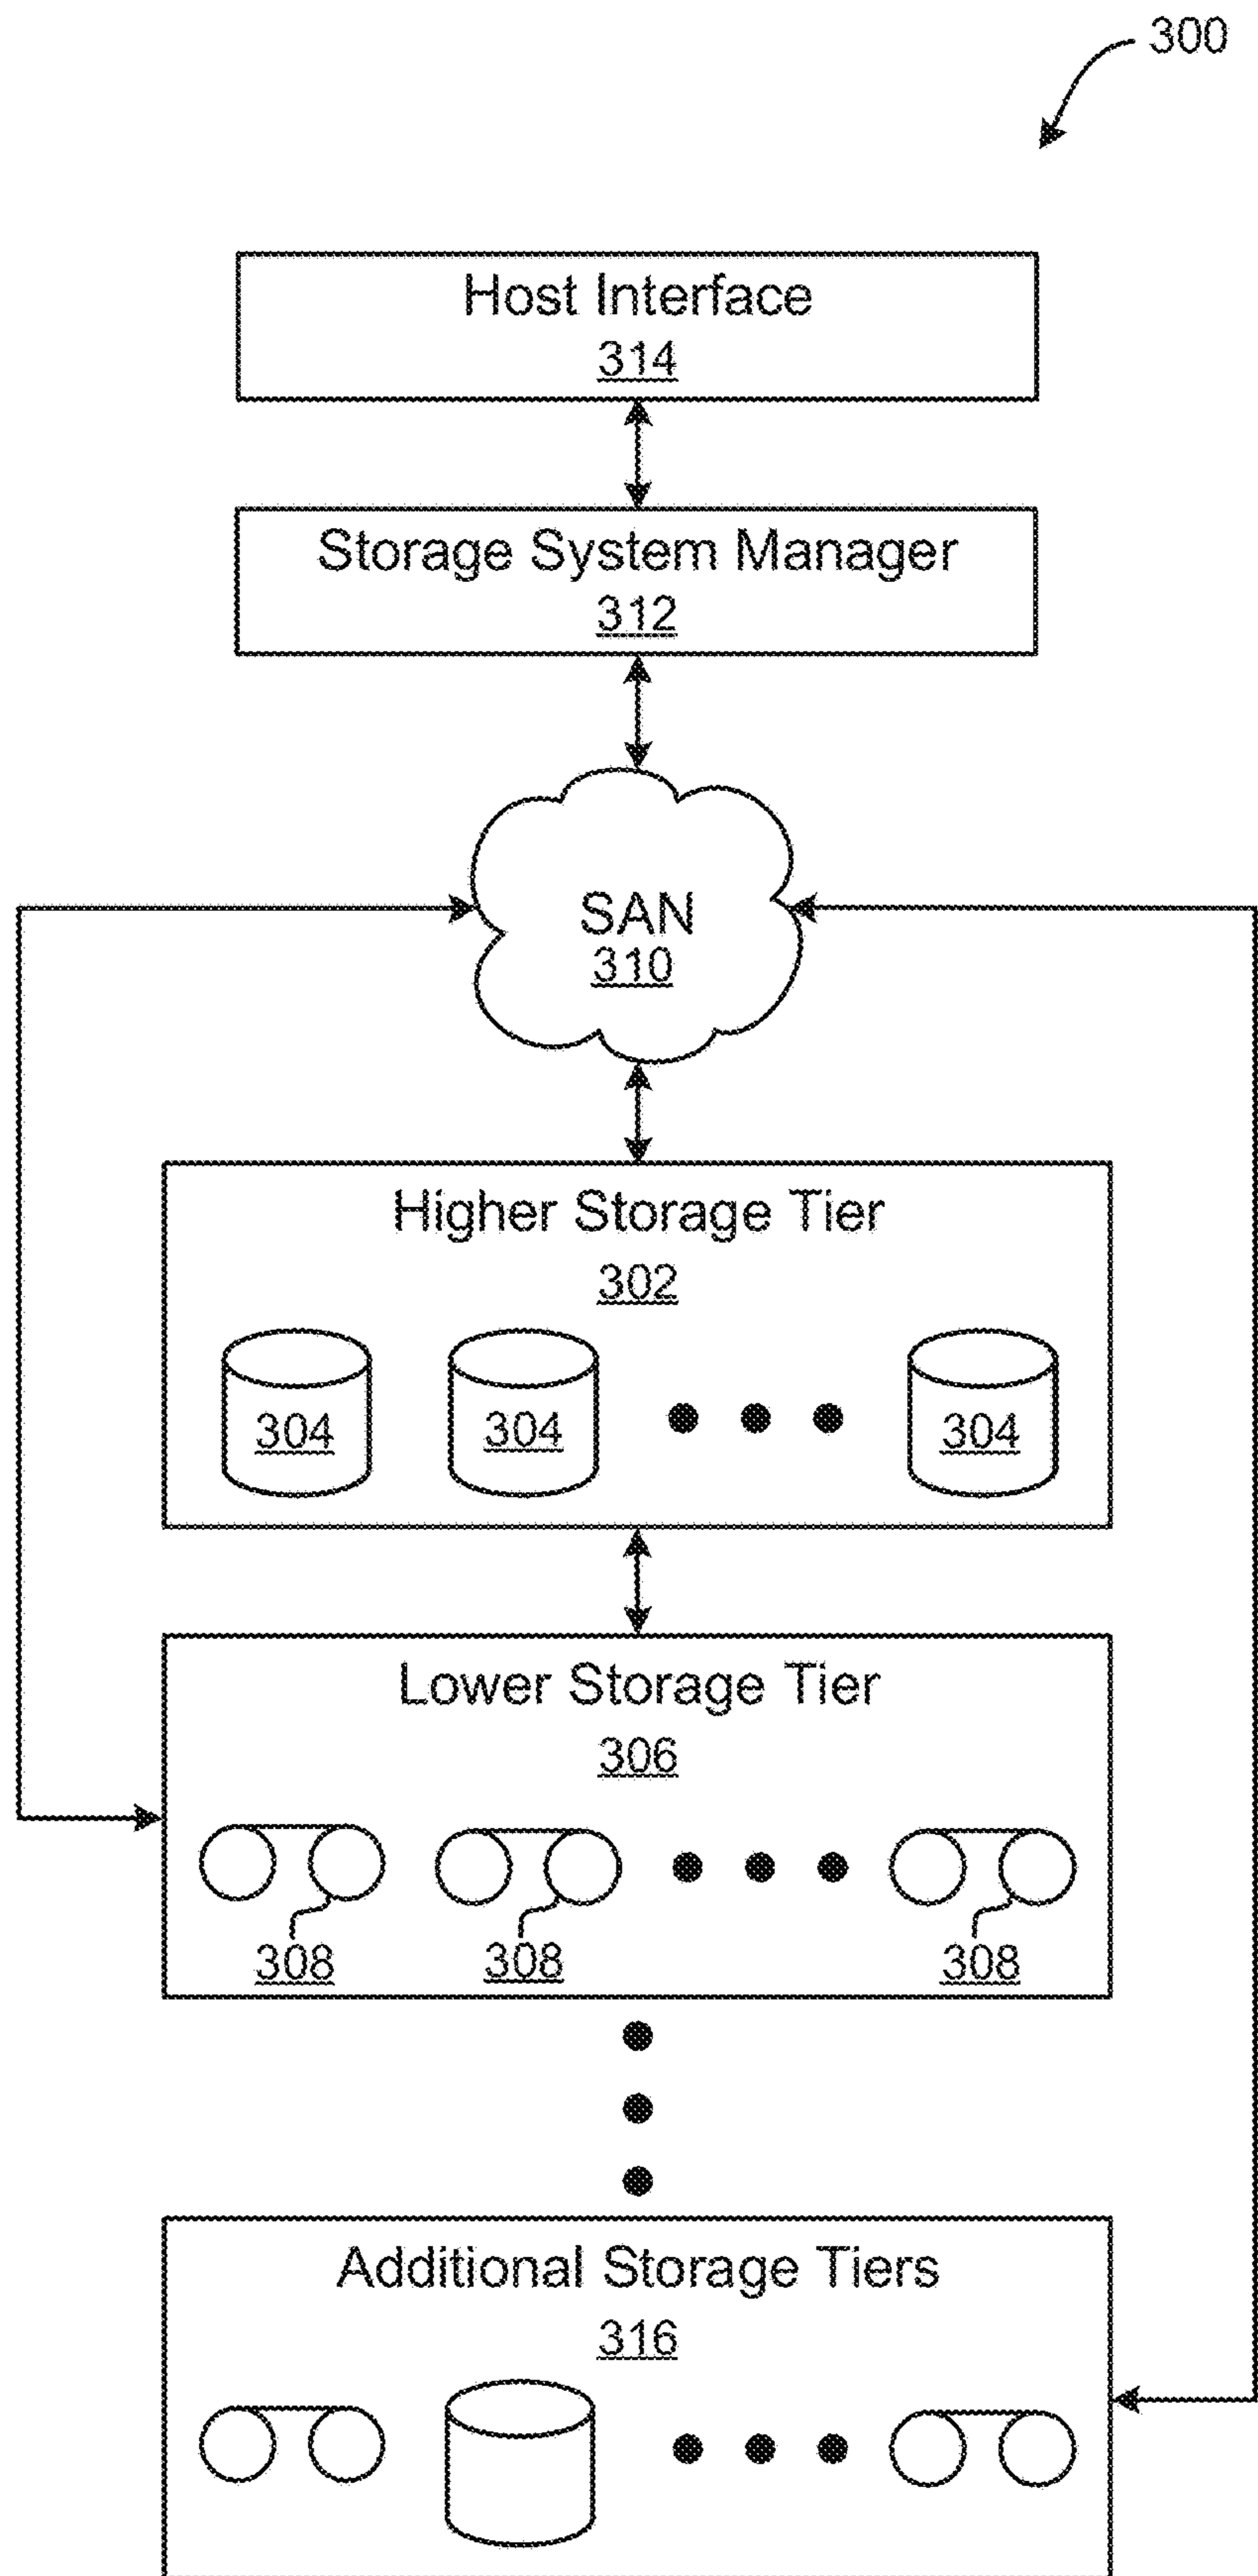 300
Host Interface
314
Storage System Manager
312
SAN
310
Higher Storage Tier
302
304 304 304
Lower Storage Tier
306
308 308 308
Additional Storage Tiers
316